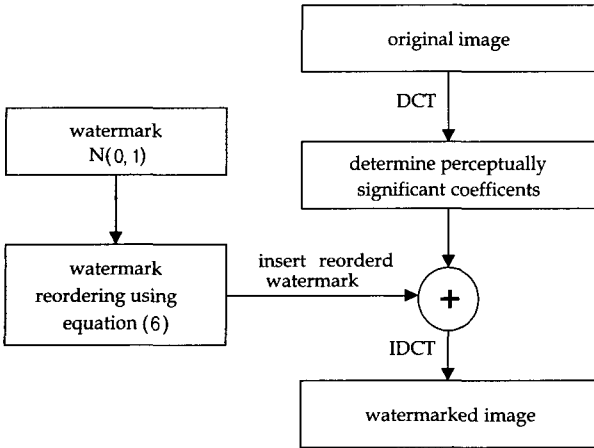 original image
DCT
watermark
N(0, 1)
determine perceptually
significant coefficents
watermark
reordering using
equation (6)
insert reorderd
watermark
+
IDCT
watermarked image